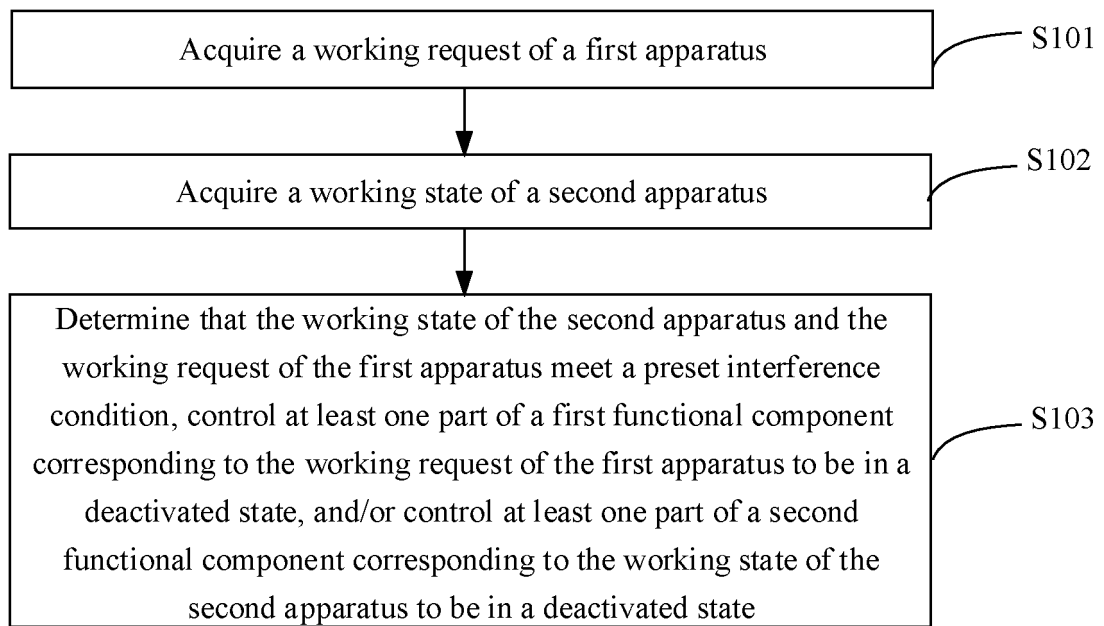 Acquire a working request of a first apparatus
S101
Acquire a working state of a second apparatus
S102
Determine that the working state of the second apparatus and the
working request of the first apparatus meet a preset interference
condition, control at least one part of a first functional component
corresponding to the working request of the first apparatus to be in a
deactivated state, and/or control at least one part of a second
functional component corresponding to the working state of the
second apparatus to be in a deactivated state
S103